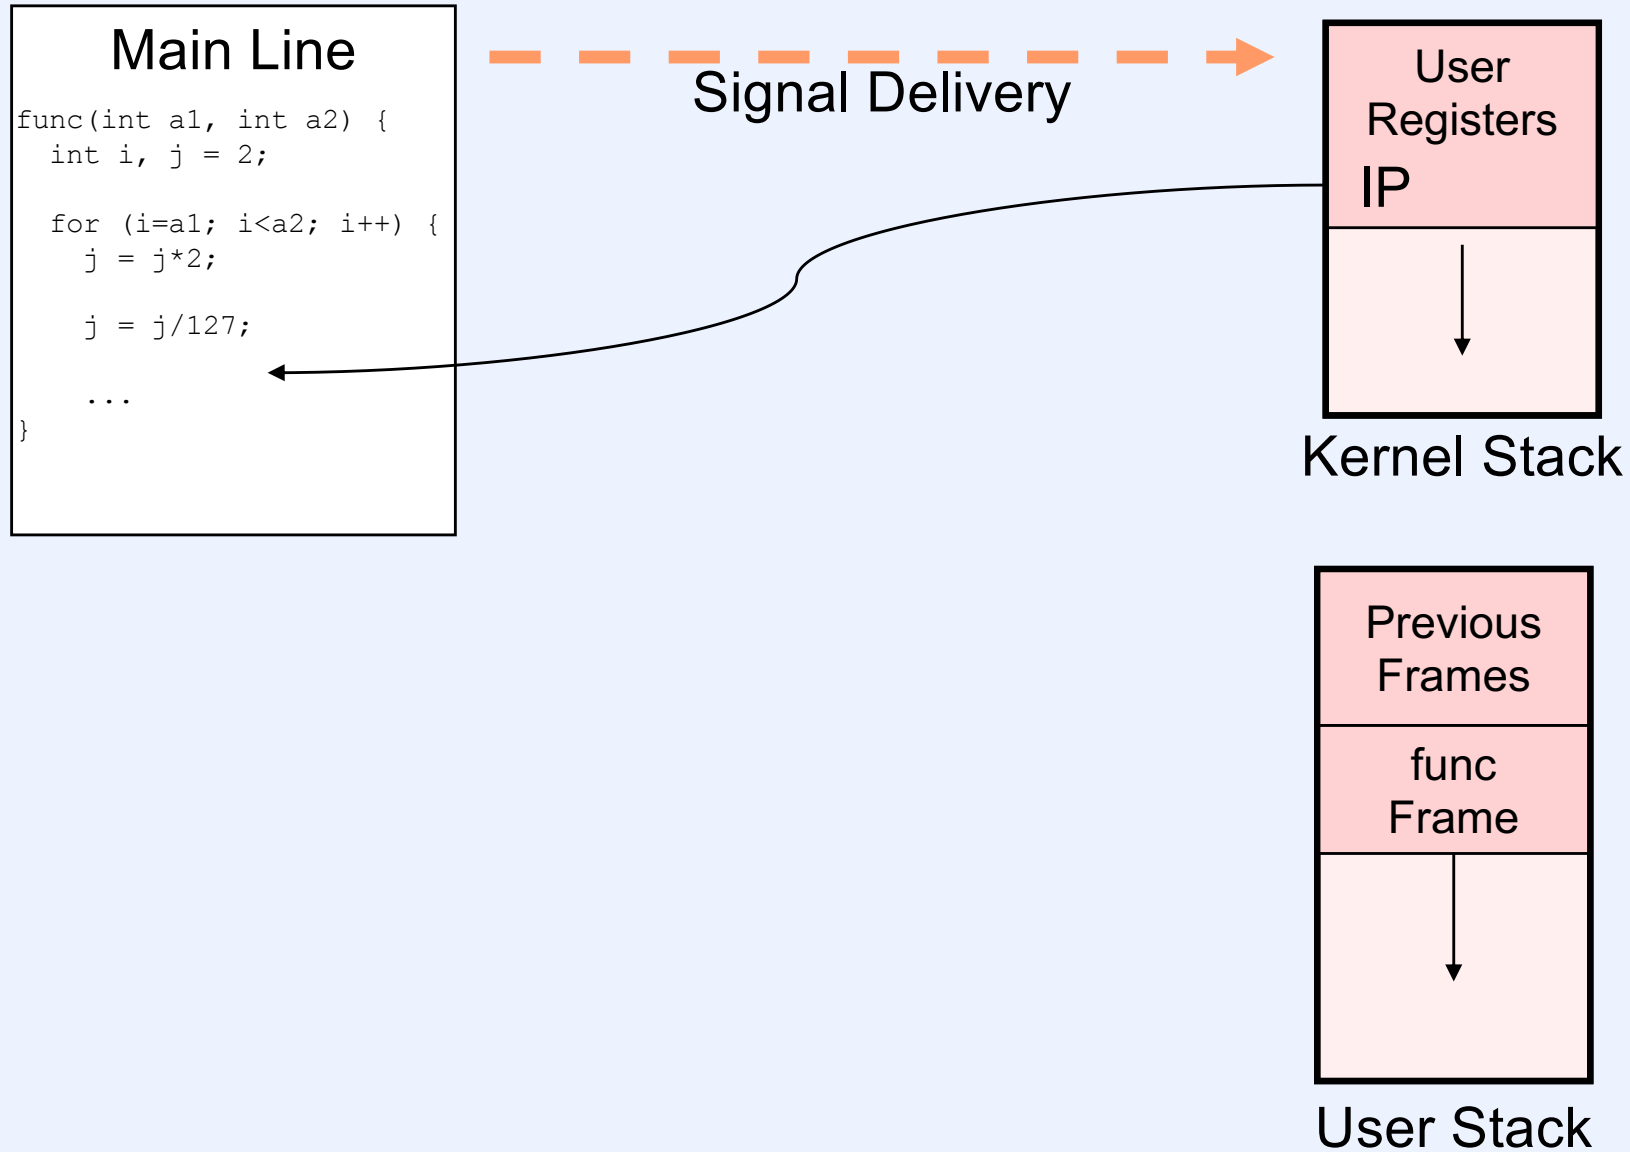 Main Line
func(int a1, int a2) {
int i, j = 2;
for (i=a1; i<a2; i++) {
j = j*2;
j = j/127;
...
}
Signal Delivery
User
Registers
IP
Kernel Stack
Previous
Frames
func
Frame
User Stack